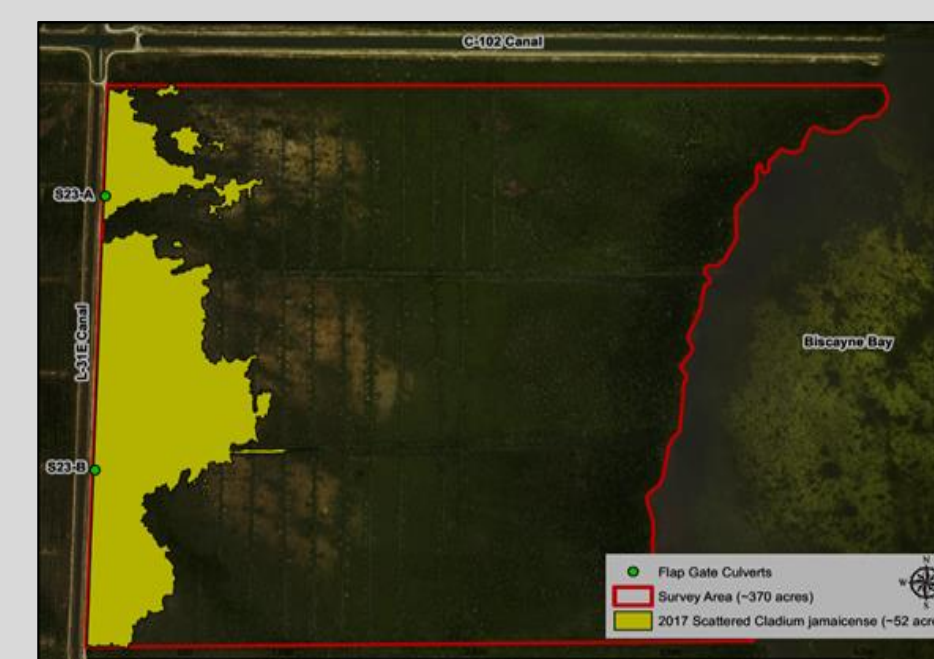 C-102 Canal
S23-A
L-31E Canal
Biscayne Bay
S23-B
Flap Gate Culverts
Survey Area (~370 acres)
2017 Scattered Cladium jamaicense (~52 acre
N
W
S